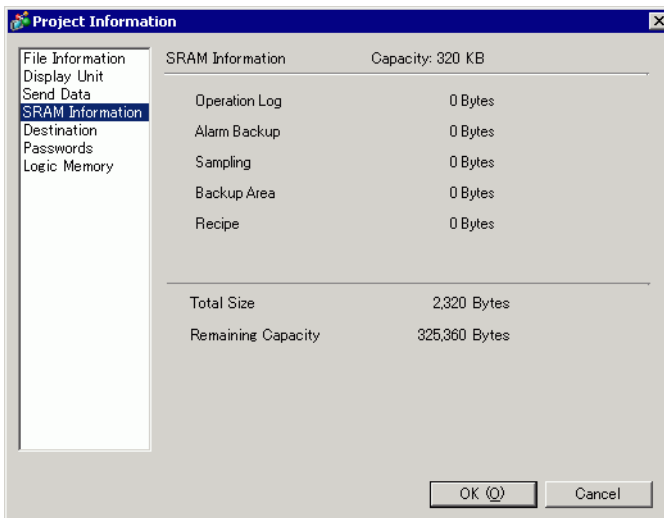 Project Information
File Information
Display Unit
Send Data
SRAM Information
Destination
Passwords
Logic Memory
SRAM Information Capacity: 320 KB
Operation Log 0 Bytes
Alarm Backup 0 Bytes
Sampling 0 Bytes
Backup Area 0 Bytes
Recipe 0 Bytes
Total Size 2,320 Bytes
Remaining Capacity 325,360 Bytes
OK (O) Cancel